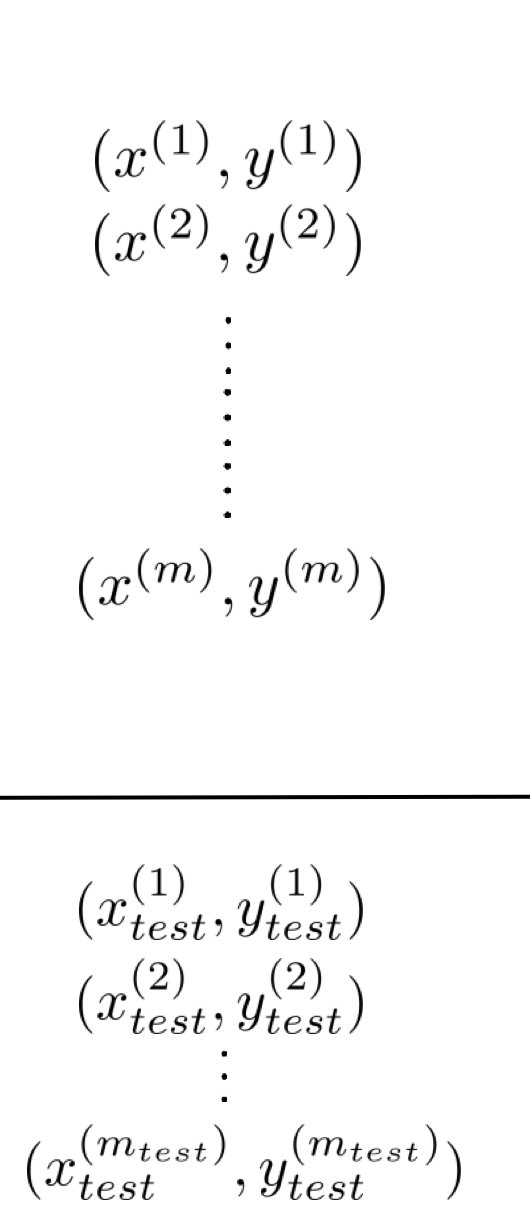 (x^{(1)}, y^{(1)})
(x^{(2)}, y^{(2)})
⋮
(x^{(m)}, y^{(m)})
(x_{test}^{(1)}, y_{test}^{(1)})
(x_{test}^{(2)}, y_{test}^{(2)})
⋮
(x_{test}^{(m_{test})}, y_{test}^{(m_{test})})